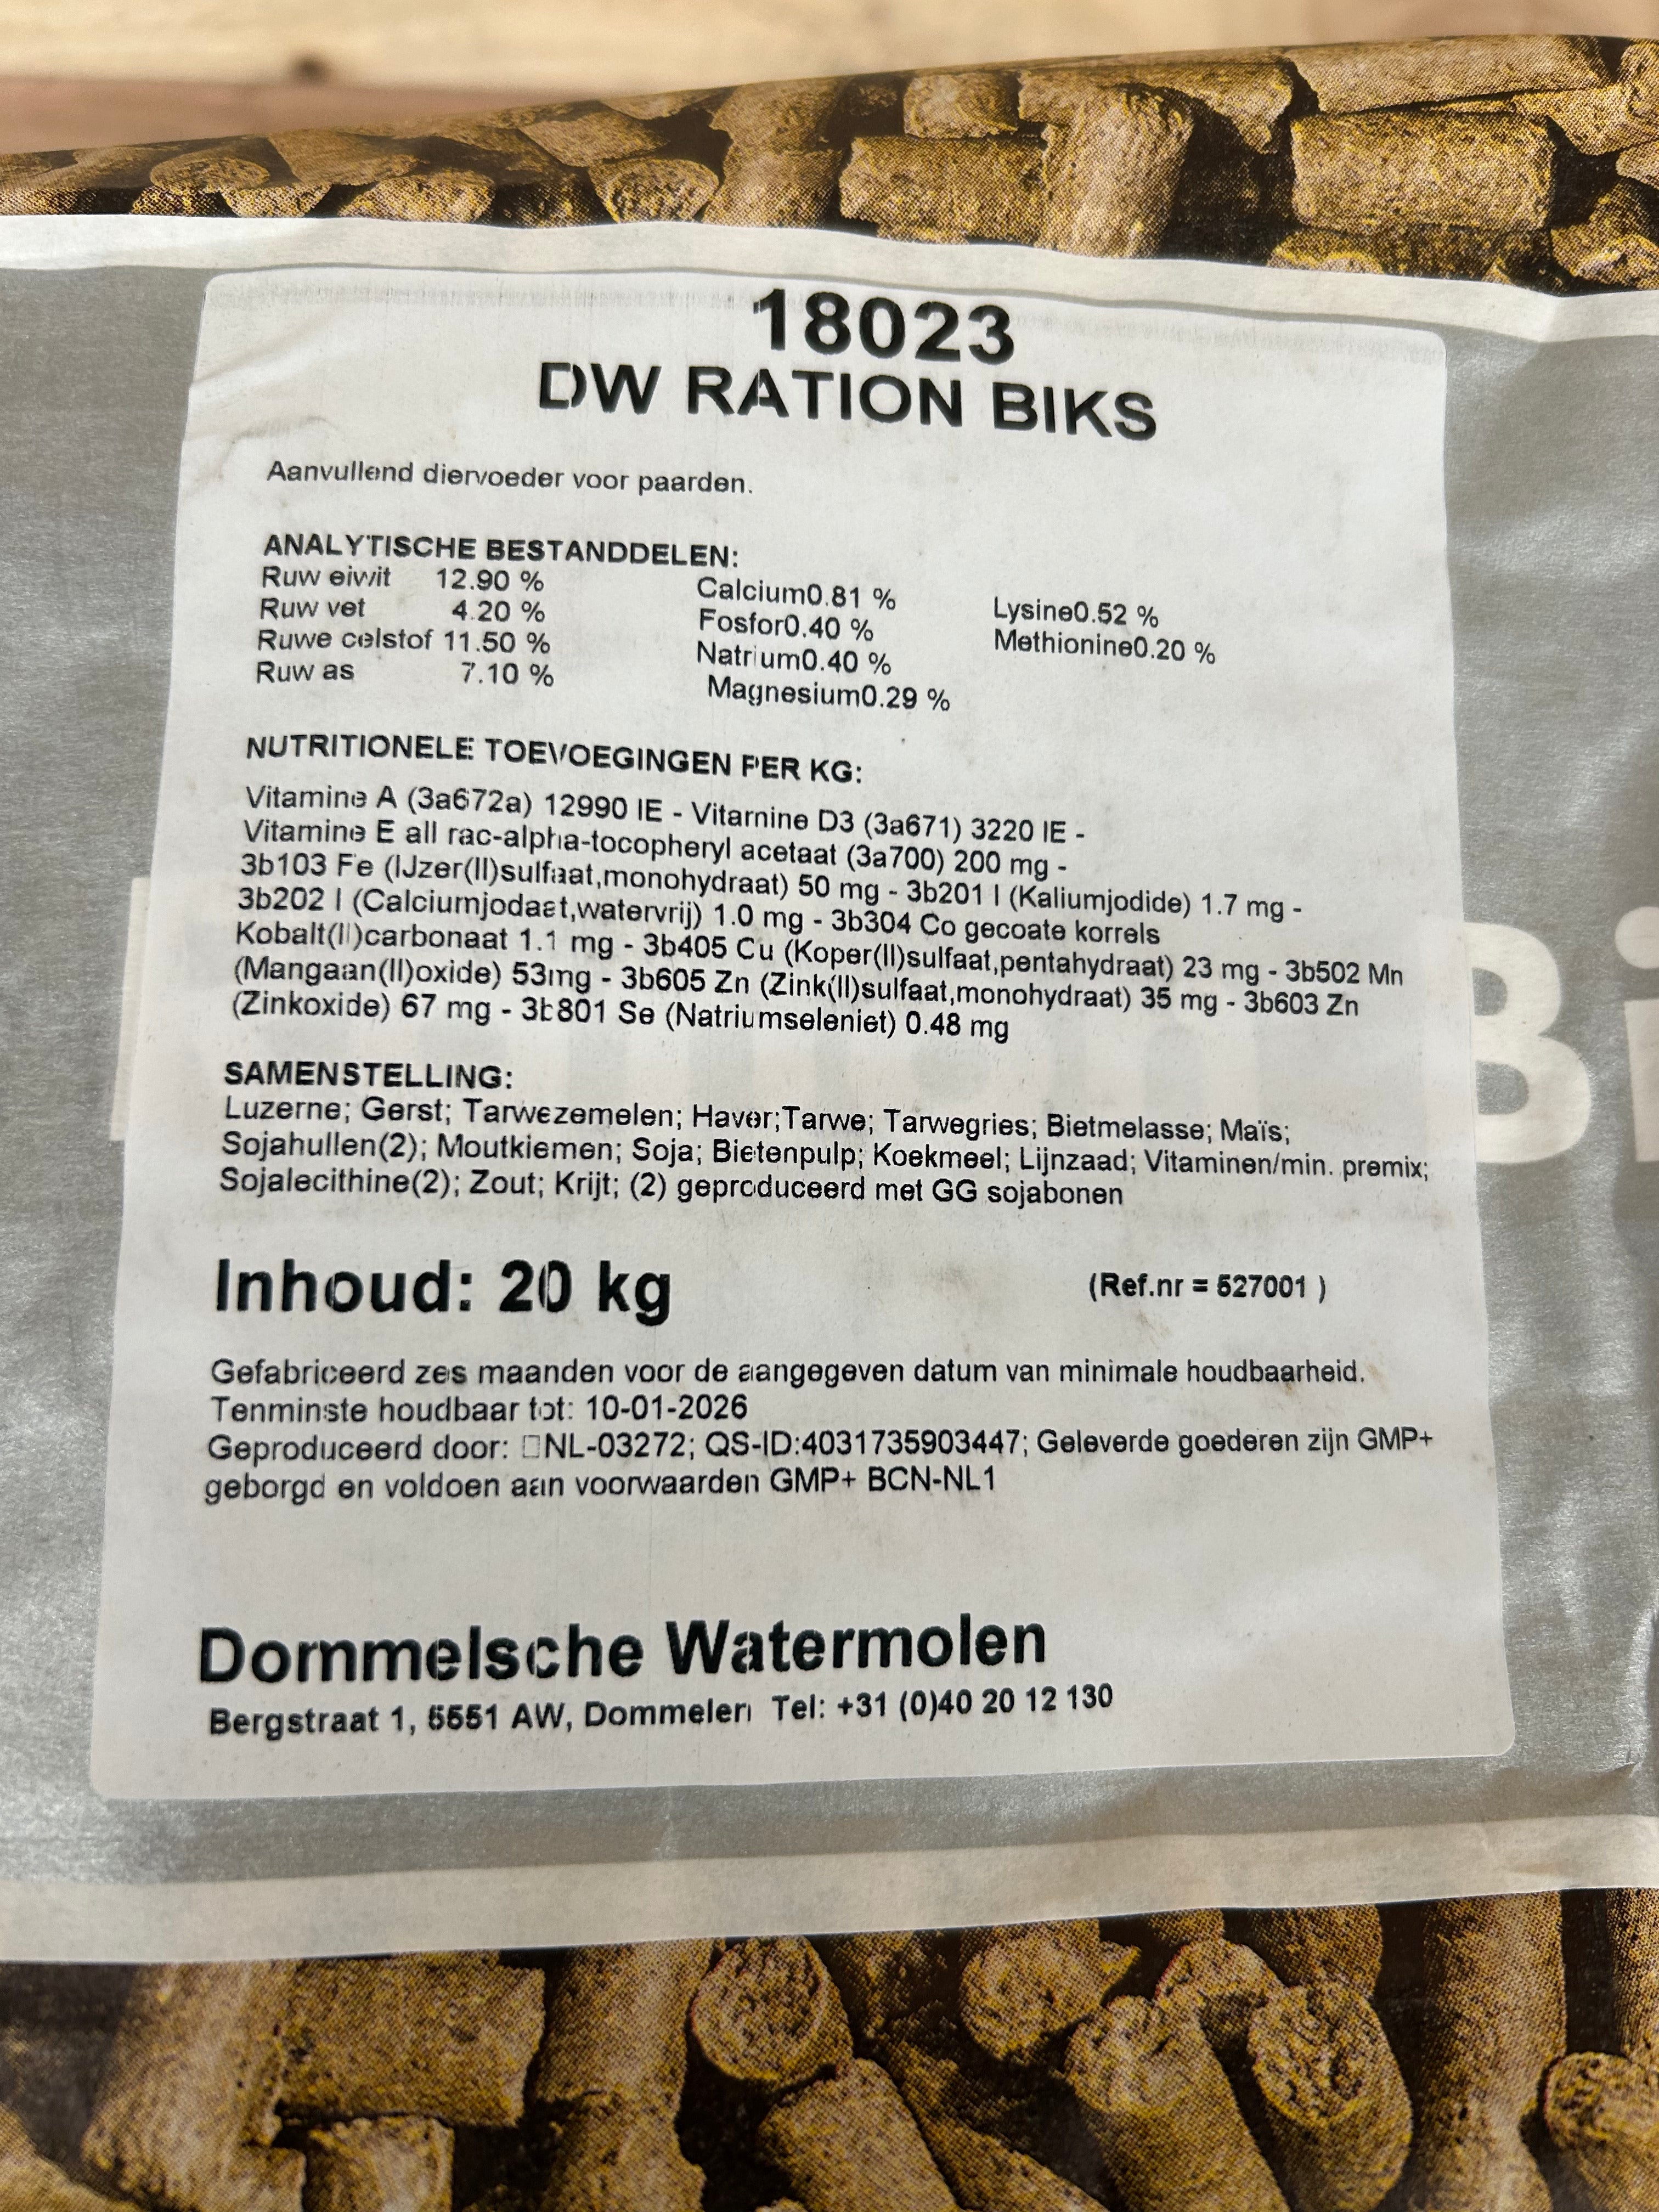 18023
DW RATION BIKS
Aanvullend diervoeder voor paarden.
ANALYTISCHE BESTANDDELEN:
Ruw eiwit 12.90 % Calcium0.81 % Lysine0.52 %
Ruw vet 4.20 % Fosfor0.40 % Methionine0.20 %
Ruwe celstof 11.50 % Natrium0.40 %
Ruw as 7.10 % Magnesium0.29 %
NUTRITIONELE TOEVOEGINGEN PER KG:
Vitamine A (3a672a) 12990 IE - Vitamine D3 (3a671) 3220 IE -
Vitamine E all rac-alpha-tocopheryl acetaat (3a700) 200 mg -
3b103 Fe (IJzer(II)sulfaat,monohydraat) 50 mg - 3b201 I (Kaliumjodide) 1.7 mg -
3b202 I (Calciumjodaat,watervrij) 1.0 mg - 3b304 Co gecoate korrels
Kobalt(II)carbonaat 1.1 mg - 3b405 Cu (Koper(II)sulfaat,pentahydraat) 23 mg - 3b502 Mn
(Mangaan(II)oxide) 53mg - 3b605 Zn (Zink(II)sulfaat,monohydraat) 35 mg - 3b603 Zn
(Zinkoxide) 67 mg - 3b801 Se (Natriumseleniet) 0.48 mg
SAMENSTELLING:
Luzerne; Gerst; Tarwezemelen; Haver;Tarwe; Tarwegries; Bietmelasse; Maïs;
Sojahullen(2); Moutkiemen; Soja; Bietenpulp; Koekmeel; Lijnzaad; Vitaminen/min. premix;
Sojalecithine(2); Zout; Krijt; (2) geproduceerd met GG sojabonen
Inhoud: 20 kg (Ref.nr = 527001 )
Gefabriceerd zes maanden voor de aangegeven datum van minimale houdbaarheid.
Tenminste houdbaar tot: 10-01-2026
Geproduceerd door: □NL-03272; QS-ID:4031735903447; Geleverde goederen zijn GMP+
geborgd en voldoen aan voorwaarden GMP+ BCN-NL1
Dommelsche Watermolen
Bergstraat 1, 5551 AW, Dommelen Tel: +31 (0)40 20 12 130
Bi